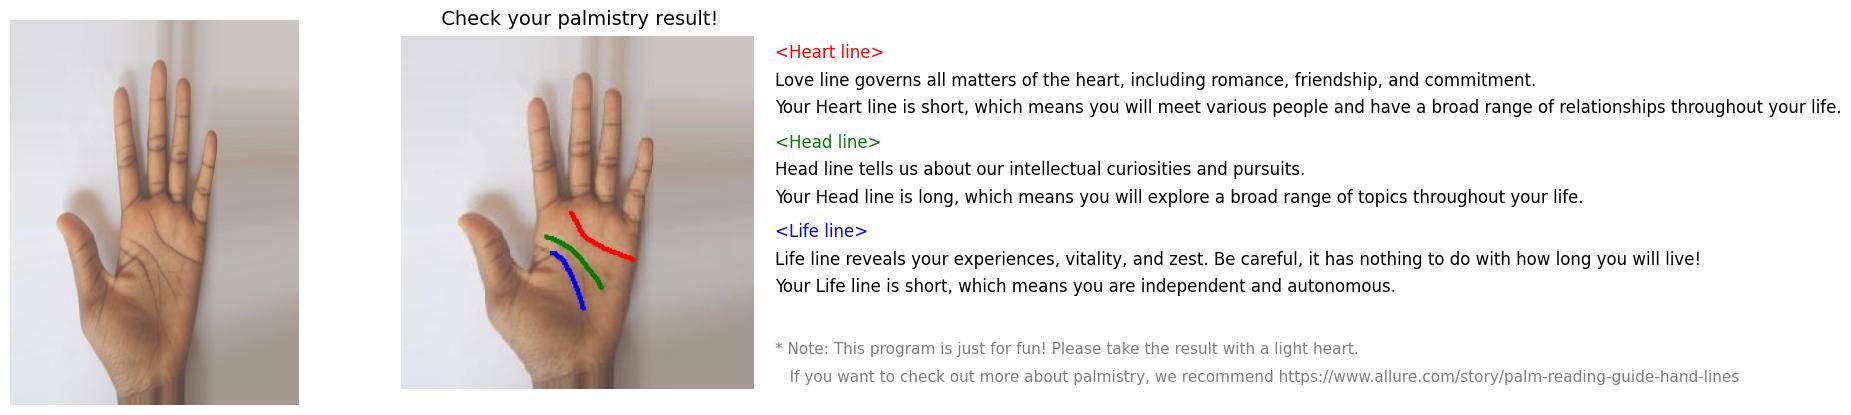 Check your palmistry result!
<Heart line>
Love line governs all matters of the heart, including romance, friendship, and commitment.
Your Heart line is short, which means you will meet various people and have a broad range of relationships throughout your life.
<Head line>
Head line tells us about our intellectual curiosities and pursuits.
Your Head line is long, which means you will explore a broad range of topics throughout your life.
<Life line>
Life line reveals your experiences, vitality, and zest. Be careful, it has nothing to do with how long you will live!
Your Life line is short, which means you are independent and autonomous.
* Note: This program is just for fun! Please take the result with a light heart.
If you want to check out more about palmistry, we recommend https://www.allure.com/story/palm-reading-guide-hand-lines